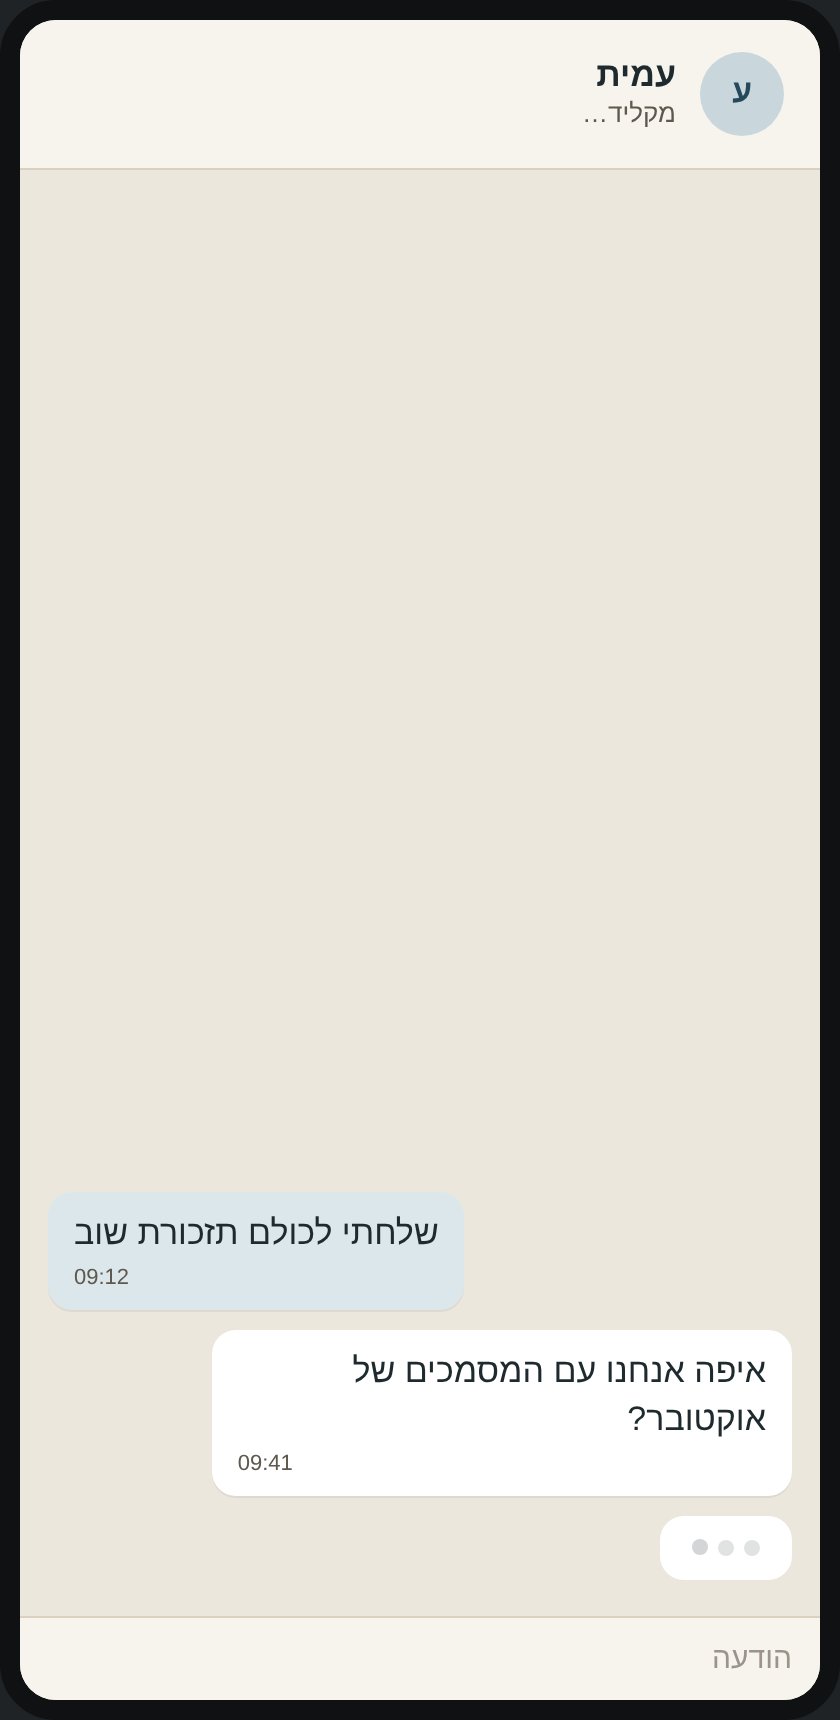 ע
עמית
מקליד...
שלחתי לכולם תזכורת שוב
09:12
איפה אנחנו עם המסמכים של
אוקטובר?
09:41
הודעה